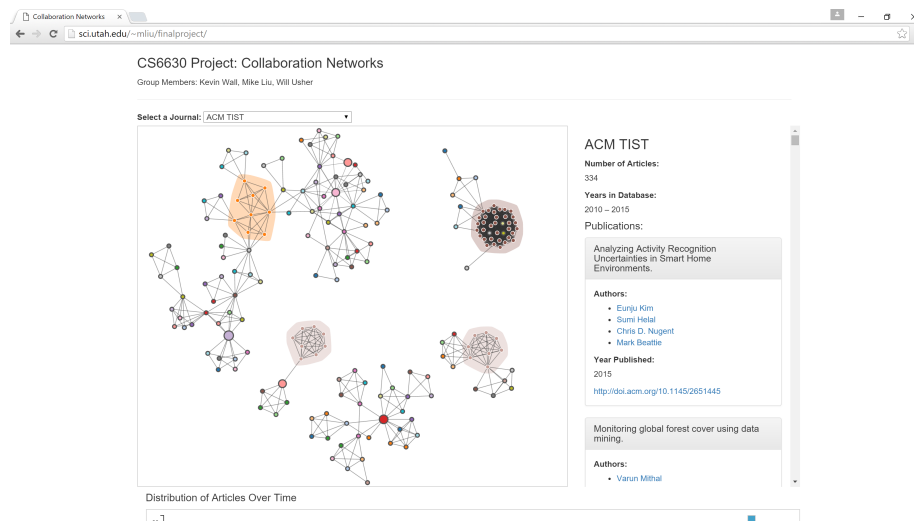 Collaboration Networks
sci.utah.edu/~mliu/finalproject/
CS6630 Project: Collaboration Networks
Group Members: Kevin Wall, Mike Liu, Will Usher
Select a Journal: ACM TIST
ACM TIST
Number of Articles:
334
Years in Database:
2010 – 2015
Publications:
Analyzing Activity Recognition
Uncertainties in Smart Home
Environments.
Authors:
Eunju Kim
Sumi Helal
Chris D. Nugent
Mark Beattie
Year Published:
2015
http://doi.acm.org/10.1145/2651445
Monitoring global forest cover using data
mining.
Authors:
Varun Mithal
Distribution of Articles Over Time